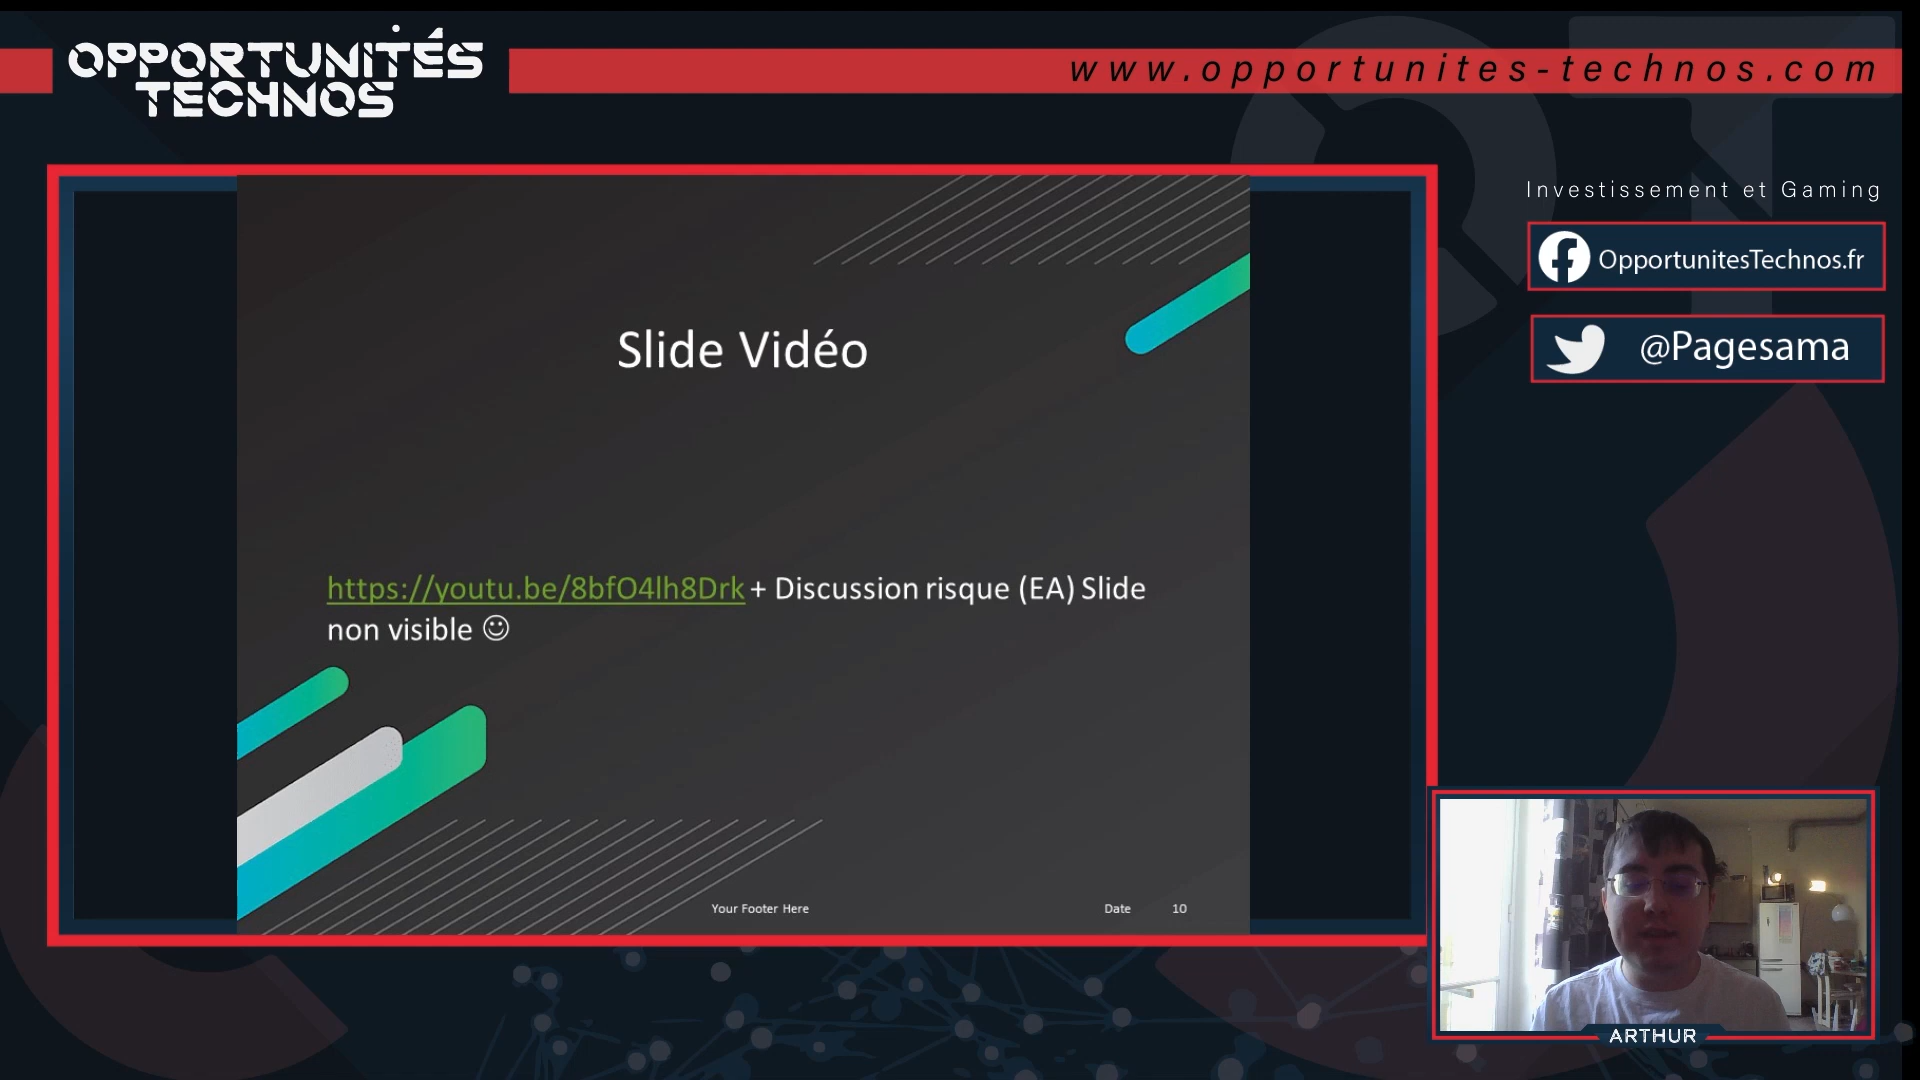 OPPORTUNITÉS
TECHNOS
www.opportunites-technos.com
Investissement et Gaming
OpportunitesTechnos.fr
@Pagesama
Slide Vidéo
https://youtu.be/8bfO4lh8Drk + Discussion risque (EA) Slide
non visible ☺
Your Footer Here
Date
10
ARTHUR